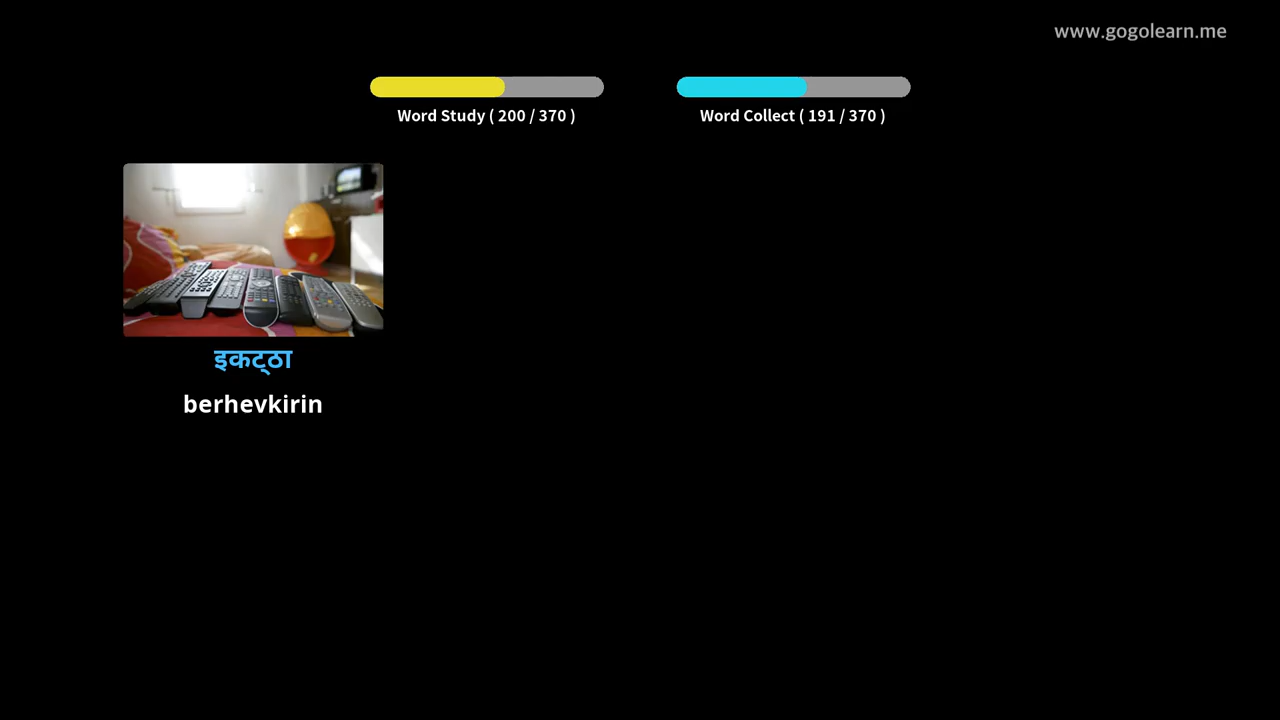 www.gogolearn.me
Word Study ( 200 / 370 )
Word Collect ( 191 / 370 )
इकट्ठा
berhevkirin